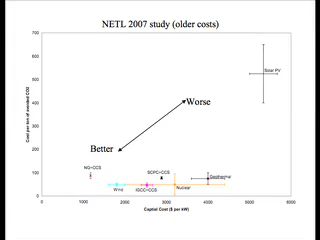 NETL 2007 study (older costs)
700
600
500
400
300
200
100
0
Cost per ton of avoided CO2
Solar PV
Worse
Better
NG+CCS
SCPC+CCS
Geothermal
Wind
IGCC+CCS
Nuclear
0
1000
2000
3000
4000
5000
6000
Capital Cost ($ per kW)